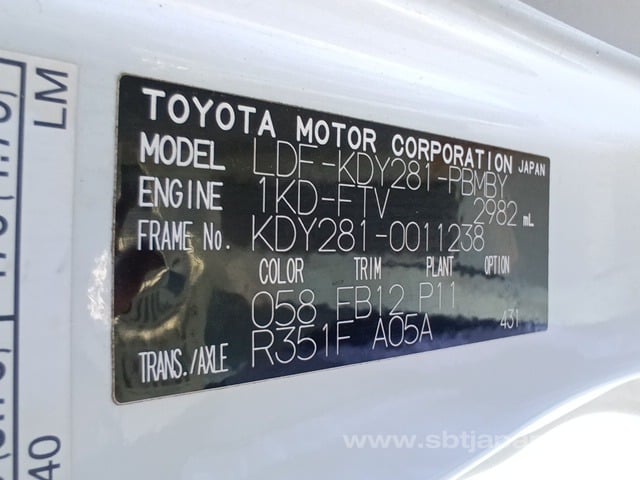 TOYOTA MOTOR CORPORATION JAPAN
MODEL LDF-KDY281-PBMBY
ENGINE 1KD-FTV 2982 mL
FRAME No. KDY281-0011238
COLOR TRIM PLANT OPTION
058 FB12 P11
TRANS./AXLE R351F A05A 431
LM
40
www.sbtjapan